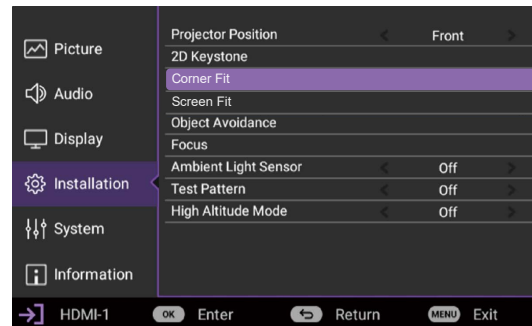 Picture
Audio
Display
Installation
System
Information
Projector Position Front
2D Keystone
Corner Fit
Screen Fit
Object Avoidance
Focus
Ambient Light Sensor Off
Test Pattern Off
High Altitude Mode Off
HDMI-1 OK Enter Return MENU Exit